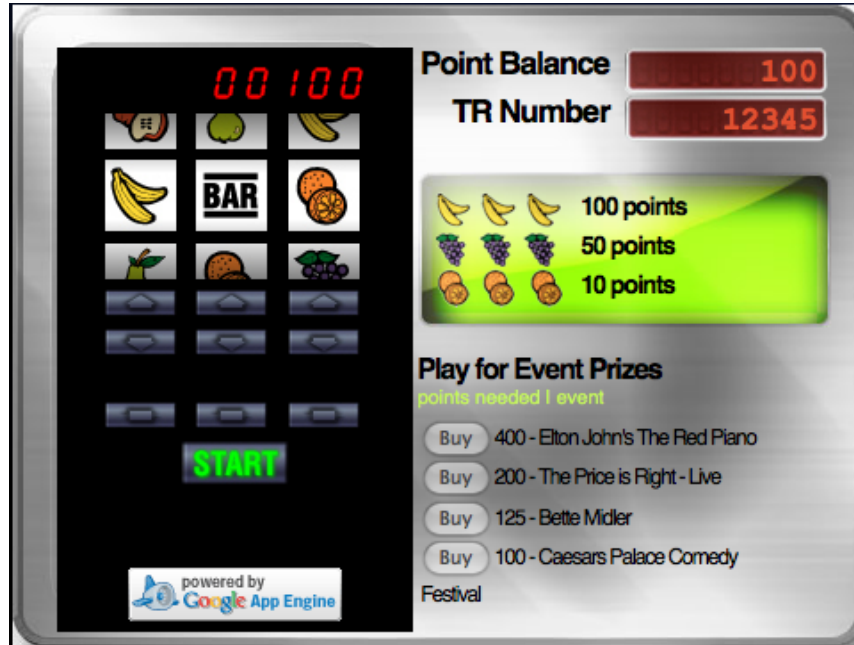 00100
BAR
START
powered by
Google App Engine
Point Balance 100
TR Number 12345
100 points
50 points
10 points
Play for Event Prizes
points needed I event
Buy 400 - Elton John's The Red Piano
Buy 200 - The Price is Right - Live
Buy 125 - Bette Midler
Buy 100 - Caesars Palace Comedy
Festival